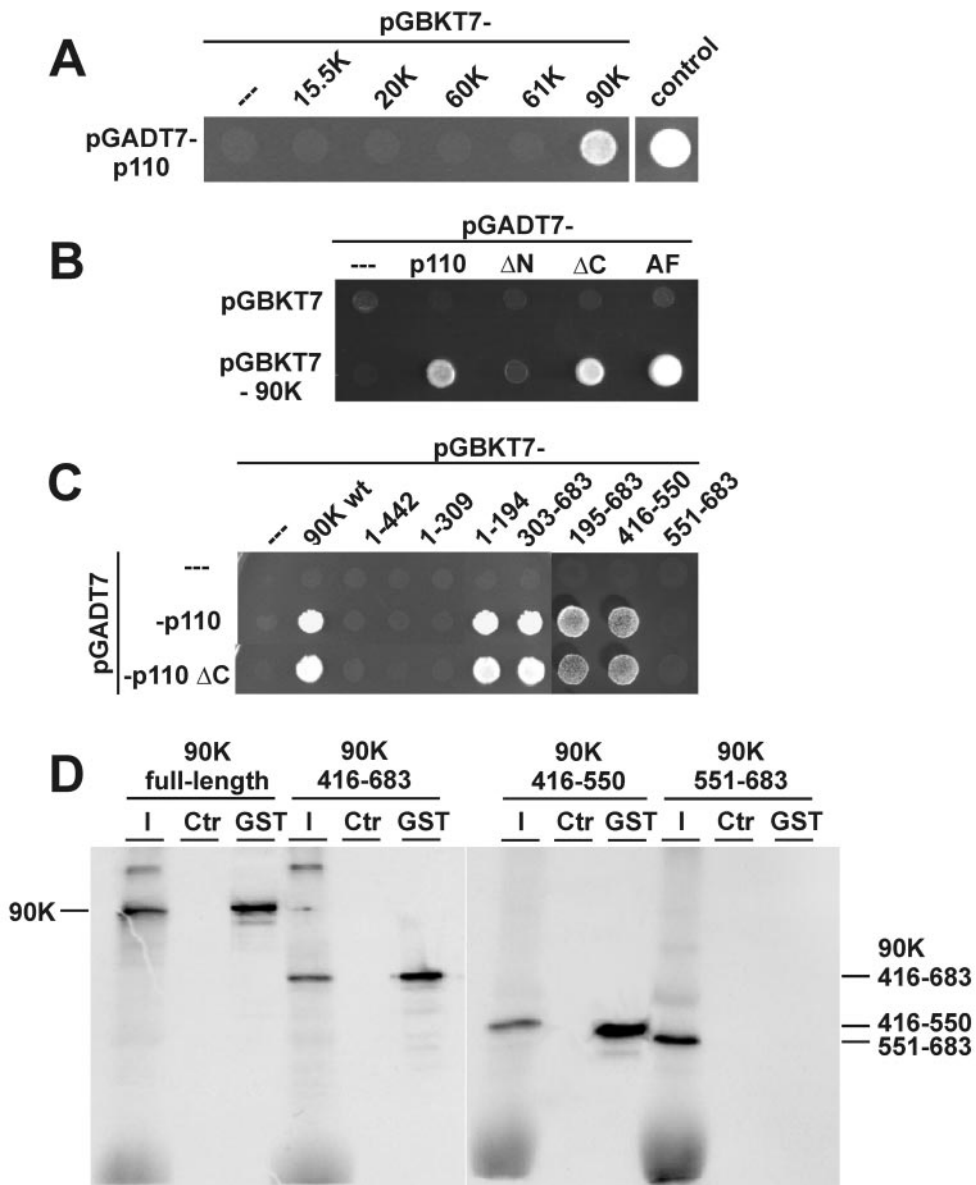 A
pGBKT7-
--- 15.5K 20K 60K 61K 90K control
pGADT7-
p110
B
pGADT7-
--- p110 ΔN ΔC AF
pGBKT7
pGBKT7
- 90K
C
pGBKT7-
--- 90K wt 1-442 1-309 1-194 303-683 195-683 416-550 551-683
pGADT7
---
-p110
-p110 ΔC
D
90K
full-length
90K
416-683
90K
416-550
90K
551-683
I Ctr GST I Ctr GST I Ctr GST I Ctr GST
90K
90K
416-683
416-550
551-683